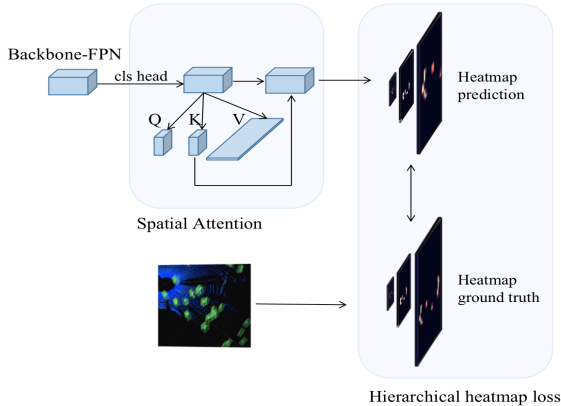 Backbone-FPN
cls head
Q
K
V
Spatial Attention
Heatmap
prediction
Heatmap
ground truth
Hierarchical heatmap loss